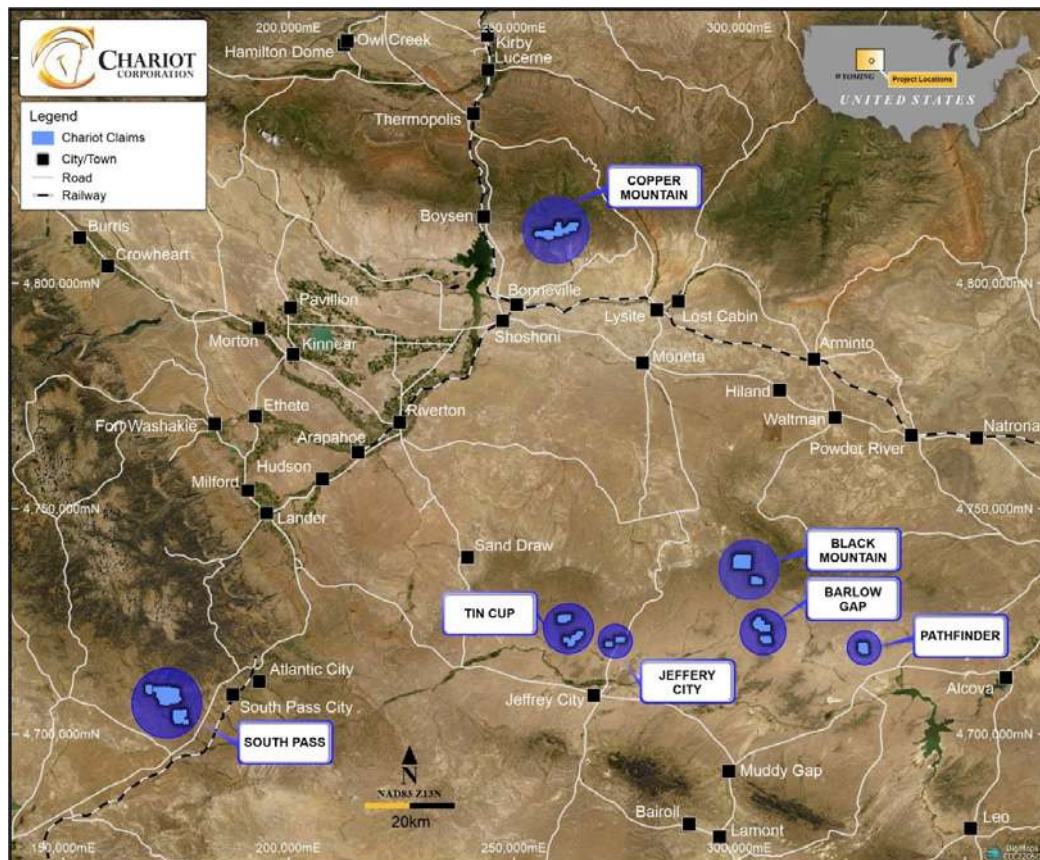 CHARIOT
CORPORATION
Legend
Chariot Claims
City/Town
Road
Railway
200,000mE
250,000mE
300,000mE
WYOMING
Project Locations
UNITED STATES
Owl Creek
Hamilton Dome
Kirby
Lucerne
Thermopolis
COPPER
MOUNTAIN
Boysen
Burris
Crowheart
4,800,000mN
4,800,000mN
Pavillion
Bonneville
Lysite
Lost Cabin
Morton
Kinnear
Shoshoni
Moneta
Arminto
Hiland
Ethete
Fort Washakie
Riverton
Waltman
Arapahoe
Powder River
Natrona
Hudson
Milford
Lander
4,750,000mN
4,750,000mN
Sand Draw
BLACK
MOUNTAIN
TIN CUP
BARLOW
GAP
PATHFINDER
Atlantic City
JEFFERY
CITY
South Pass City
Jeffrey City
Alcova
SOUTH PASS
4,700,000mN
4,700,000mN
N
NAD83 Z13N
20km
Muddy Gap
Bairoil
Lamont
Leo
150,000mE
200,000mE
250,000mE
300,000mE
DigMaps